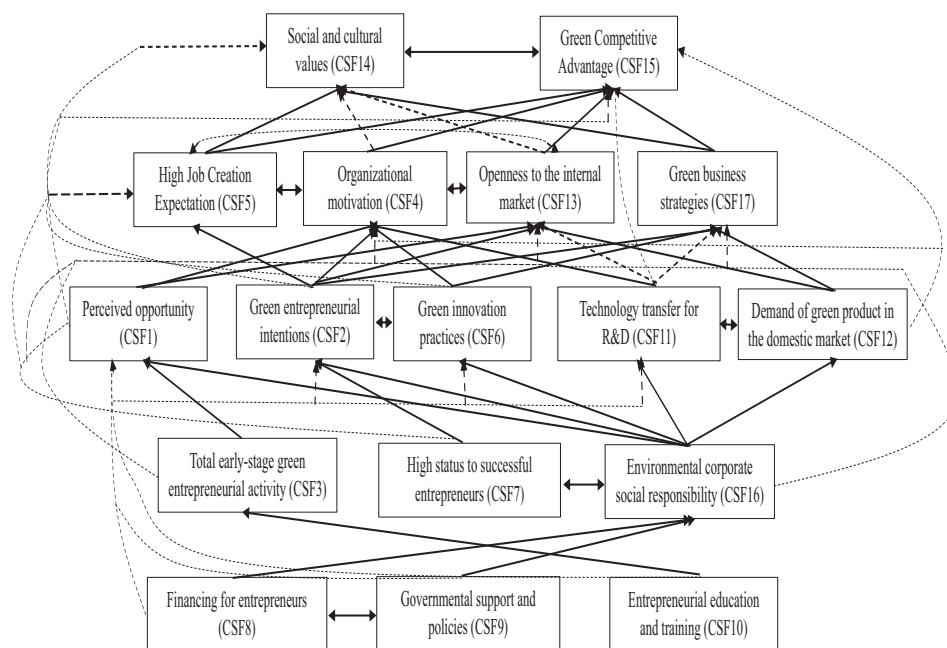 Social and cultural
values (CSF14)
Green Competitive
Advantage (CSF15)
High Job Creation
Expectation (CSF5)
Organizational
motivation (CSF4)
Openness to the internal
market (CSF13)
Green business
strategies (CSF17)
Perceived opportunity
(CSF1)
Green entrepreneurial
intentions (CSF2)
Green innovation
practices (CSF6)
Technology transfer for
R&D (CSF11)
Demand of green product in
the domestic market (CSF12)
Total early-stage green
entrepreneurial activity (CSF3)
High status to successful
entrepreneurs (CSF7)
Environmental corporate
social responsibility (CSF16)
Financing for entrepreneurs
(CSF8)
Governmental support and
policies (CSF9)
Entrepreneurial education
and training (CSF10)